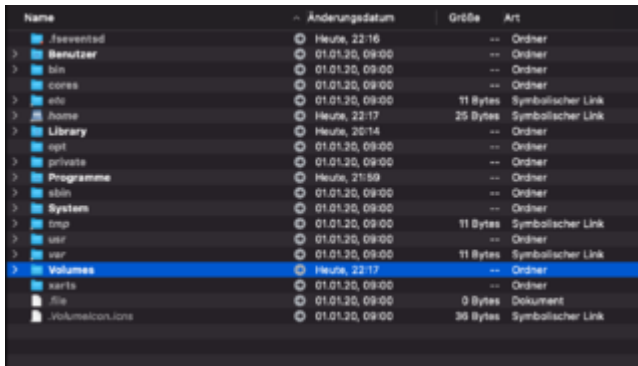 Name Änderungsdatum Größe Art
.fseventsd Heute, 22:16 -- Ordner
Benutzer 01.01.20, 09:00 -- Ordner
bin 01.01.20, 09:00 -- Ordner
cores 01.01.20, 09:00 -- Ordner
etc 01.01.20, 09:00 11 Bytes Symbolischer Link
home Heute, 22:17 25 Bytes Symbolischer Link
Library Heute, 20:14 -- Ordner
opt 01.01.20, 09:00 -- Ordner
private 01.01.20, 09:00 -- Ordner
Programme Heute, 21:59 -- Ordner
sbin 01.01.20, 09:00 -- Ordner
System 01.01.20, 09:00 -- Ordner
tmp 01.01.20, 09:00 11 Bytes Symbolischer Link
usr 01.01.20, 09:00 -- Ordner
var 01.01.20, 09:00 11 Bytes Symbolischer Link
Volumes Heute, 22:17 -- Ordner
xarts 01.01.20, 09:00 -- Ordner
.file 01.01.20, 09:00 0 Bytes Dokument
.VolumeIcon.icns 01.01.20, 09:00 36 Bytes Symbolischer Link